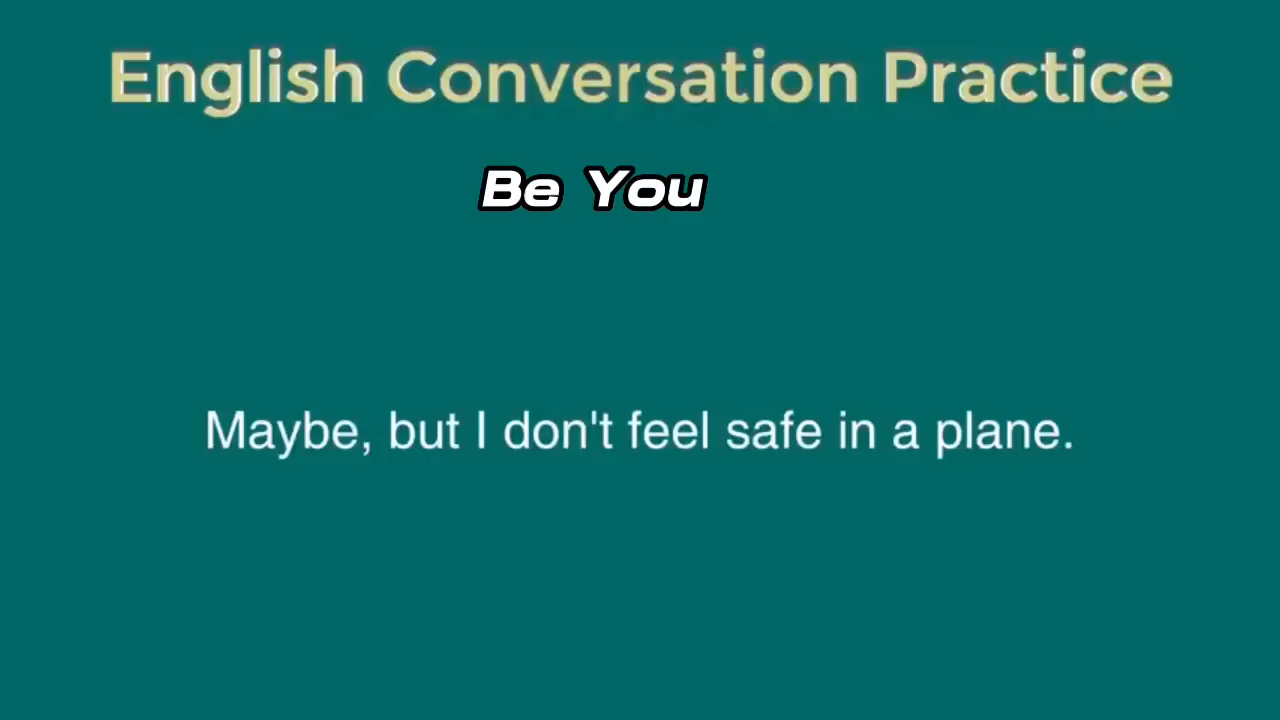 English Conversation Practice
Be You
Maybe, but I don't feel safe in a plane.